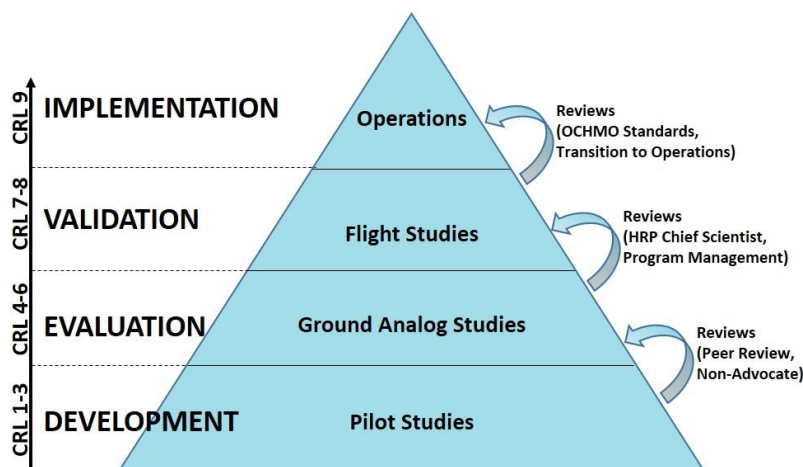 CRL 9
IMPLEMENTATION
Operations
Reviews
(OCHMO Standards,
Transition to Operations)
CRL 7-8
VALIDATION
Flight Studies
Reviews
(HRP Chief Scientist,
Program Management)
CRL 4-6
EVALUATION
Ground Analog Studies
Reviews
(Peer Review,
Non-Advocate)
CRL 1-3
DEVELOPMENT
Pilot Studies